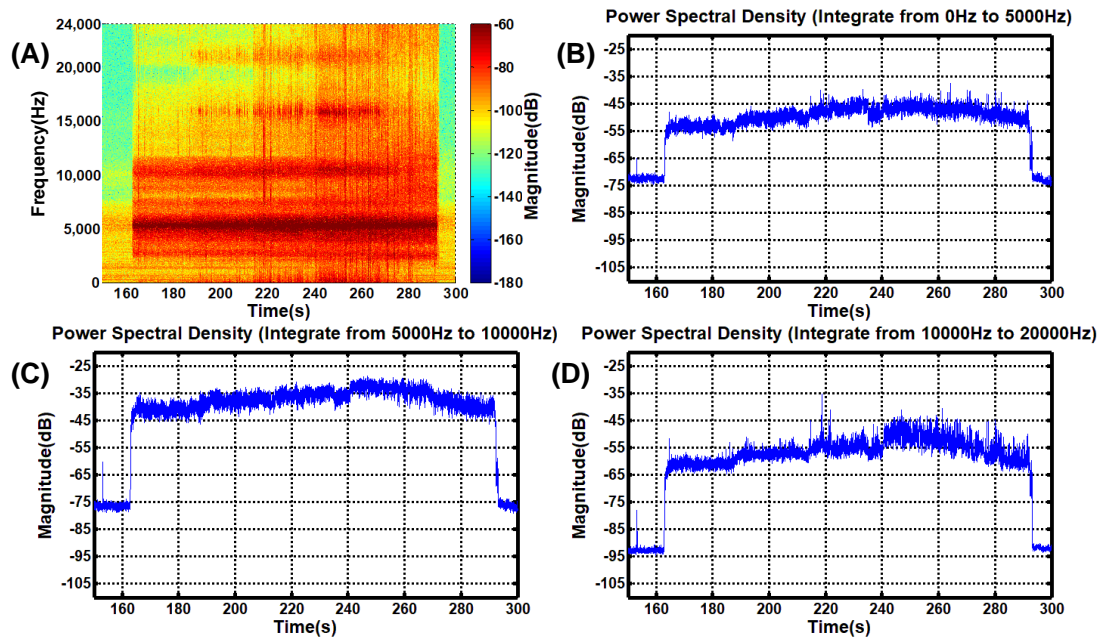 (A)
24,000
20,000
15,000
10,000
5,000
0
Frequency(Hz)
160 180 200 220 240 260 280 300
Time(s)
-60
-80
-100
-120
-140
-160
-180
Magnitude(dB)
Power Spectral Density (Integrate from 0Hz to 5000Hz)
(B)
-25
-35
-45
-55
-65
-75
-85
-95
-105
Magnitude(dB)
160 180 200 220 240 260 280 300
Time(s)
Power Spectral Density (Integrate from 5000Hz to 10000Hz)
(C)
-25
-35
-45
-55
-65
-75
-85
-95
-105
Magnitude(dB)
160 180 200 220 240 260 280 300
Time(s)
Power Spectral Density (Integrate from 10000Hz to 20000Hz)
(D)
-25
-35
-45
-55
-65
-75
-85
-95
-105
Magnitude(dB)
160 180 200 220 240 260 280 300
Time(s)